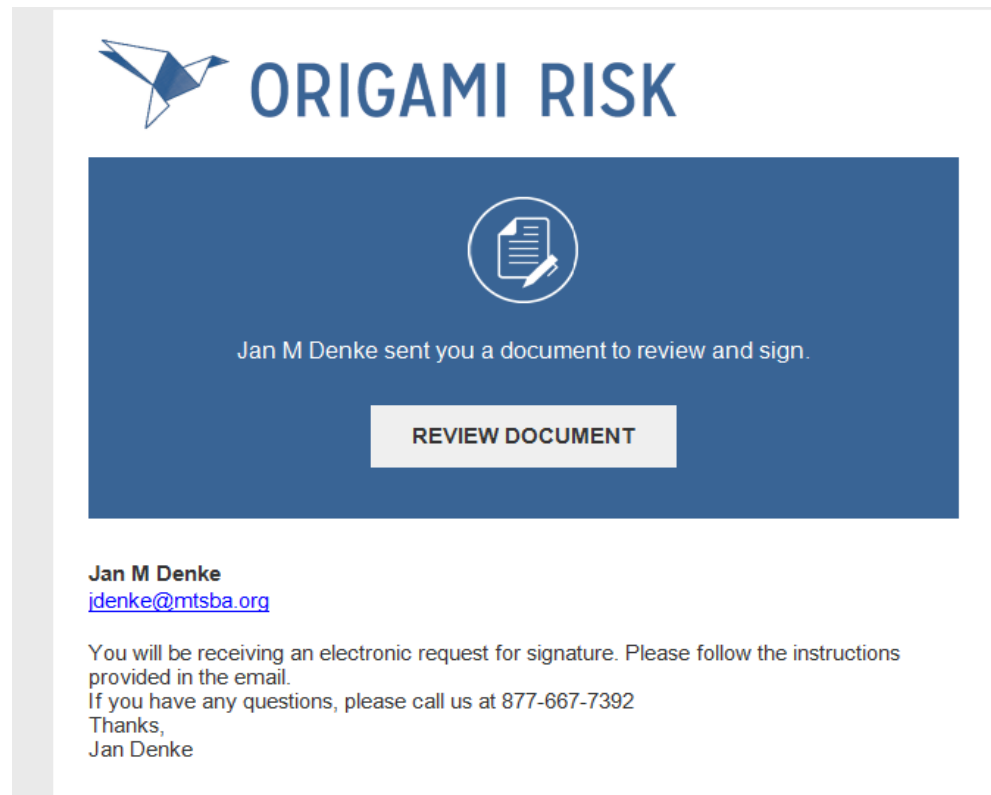 ORIGAMI RISK
Jan M Denke sent you a document to review and sign.
REVIEW DOCUMENT
Jan M Denke
jdenke@mtsba.org
You will be receiving an electronic request for signature. Please follow the instructions
provided in the email.
If you have any questions, please call us at 877-667-7392
Thanks,
Jan Denke